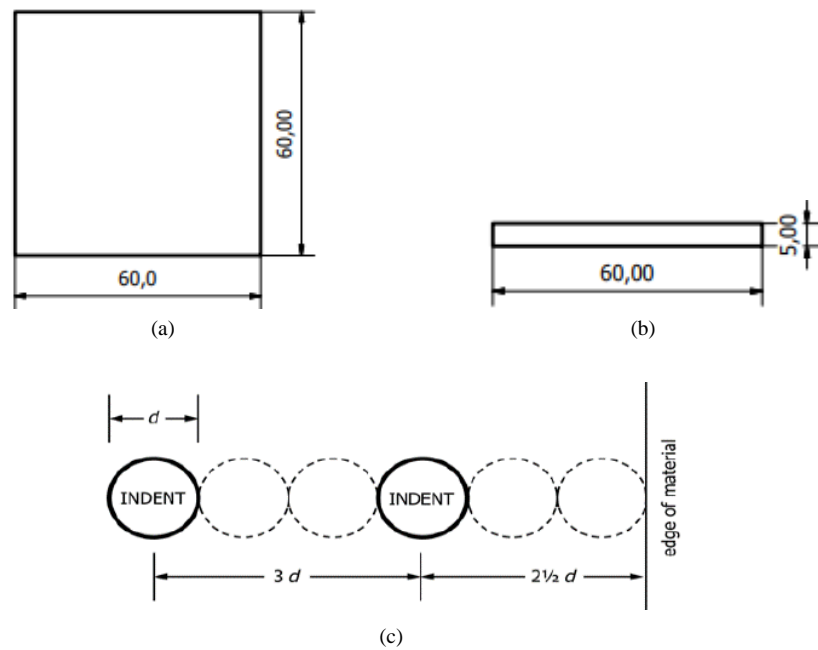 60,00
60,0
(a)
5,00
60,00
(b)
d
INDENT
INDENT
edge of material
3 d
2½ d
(c)